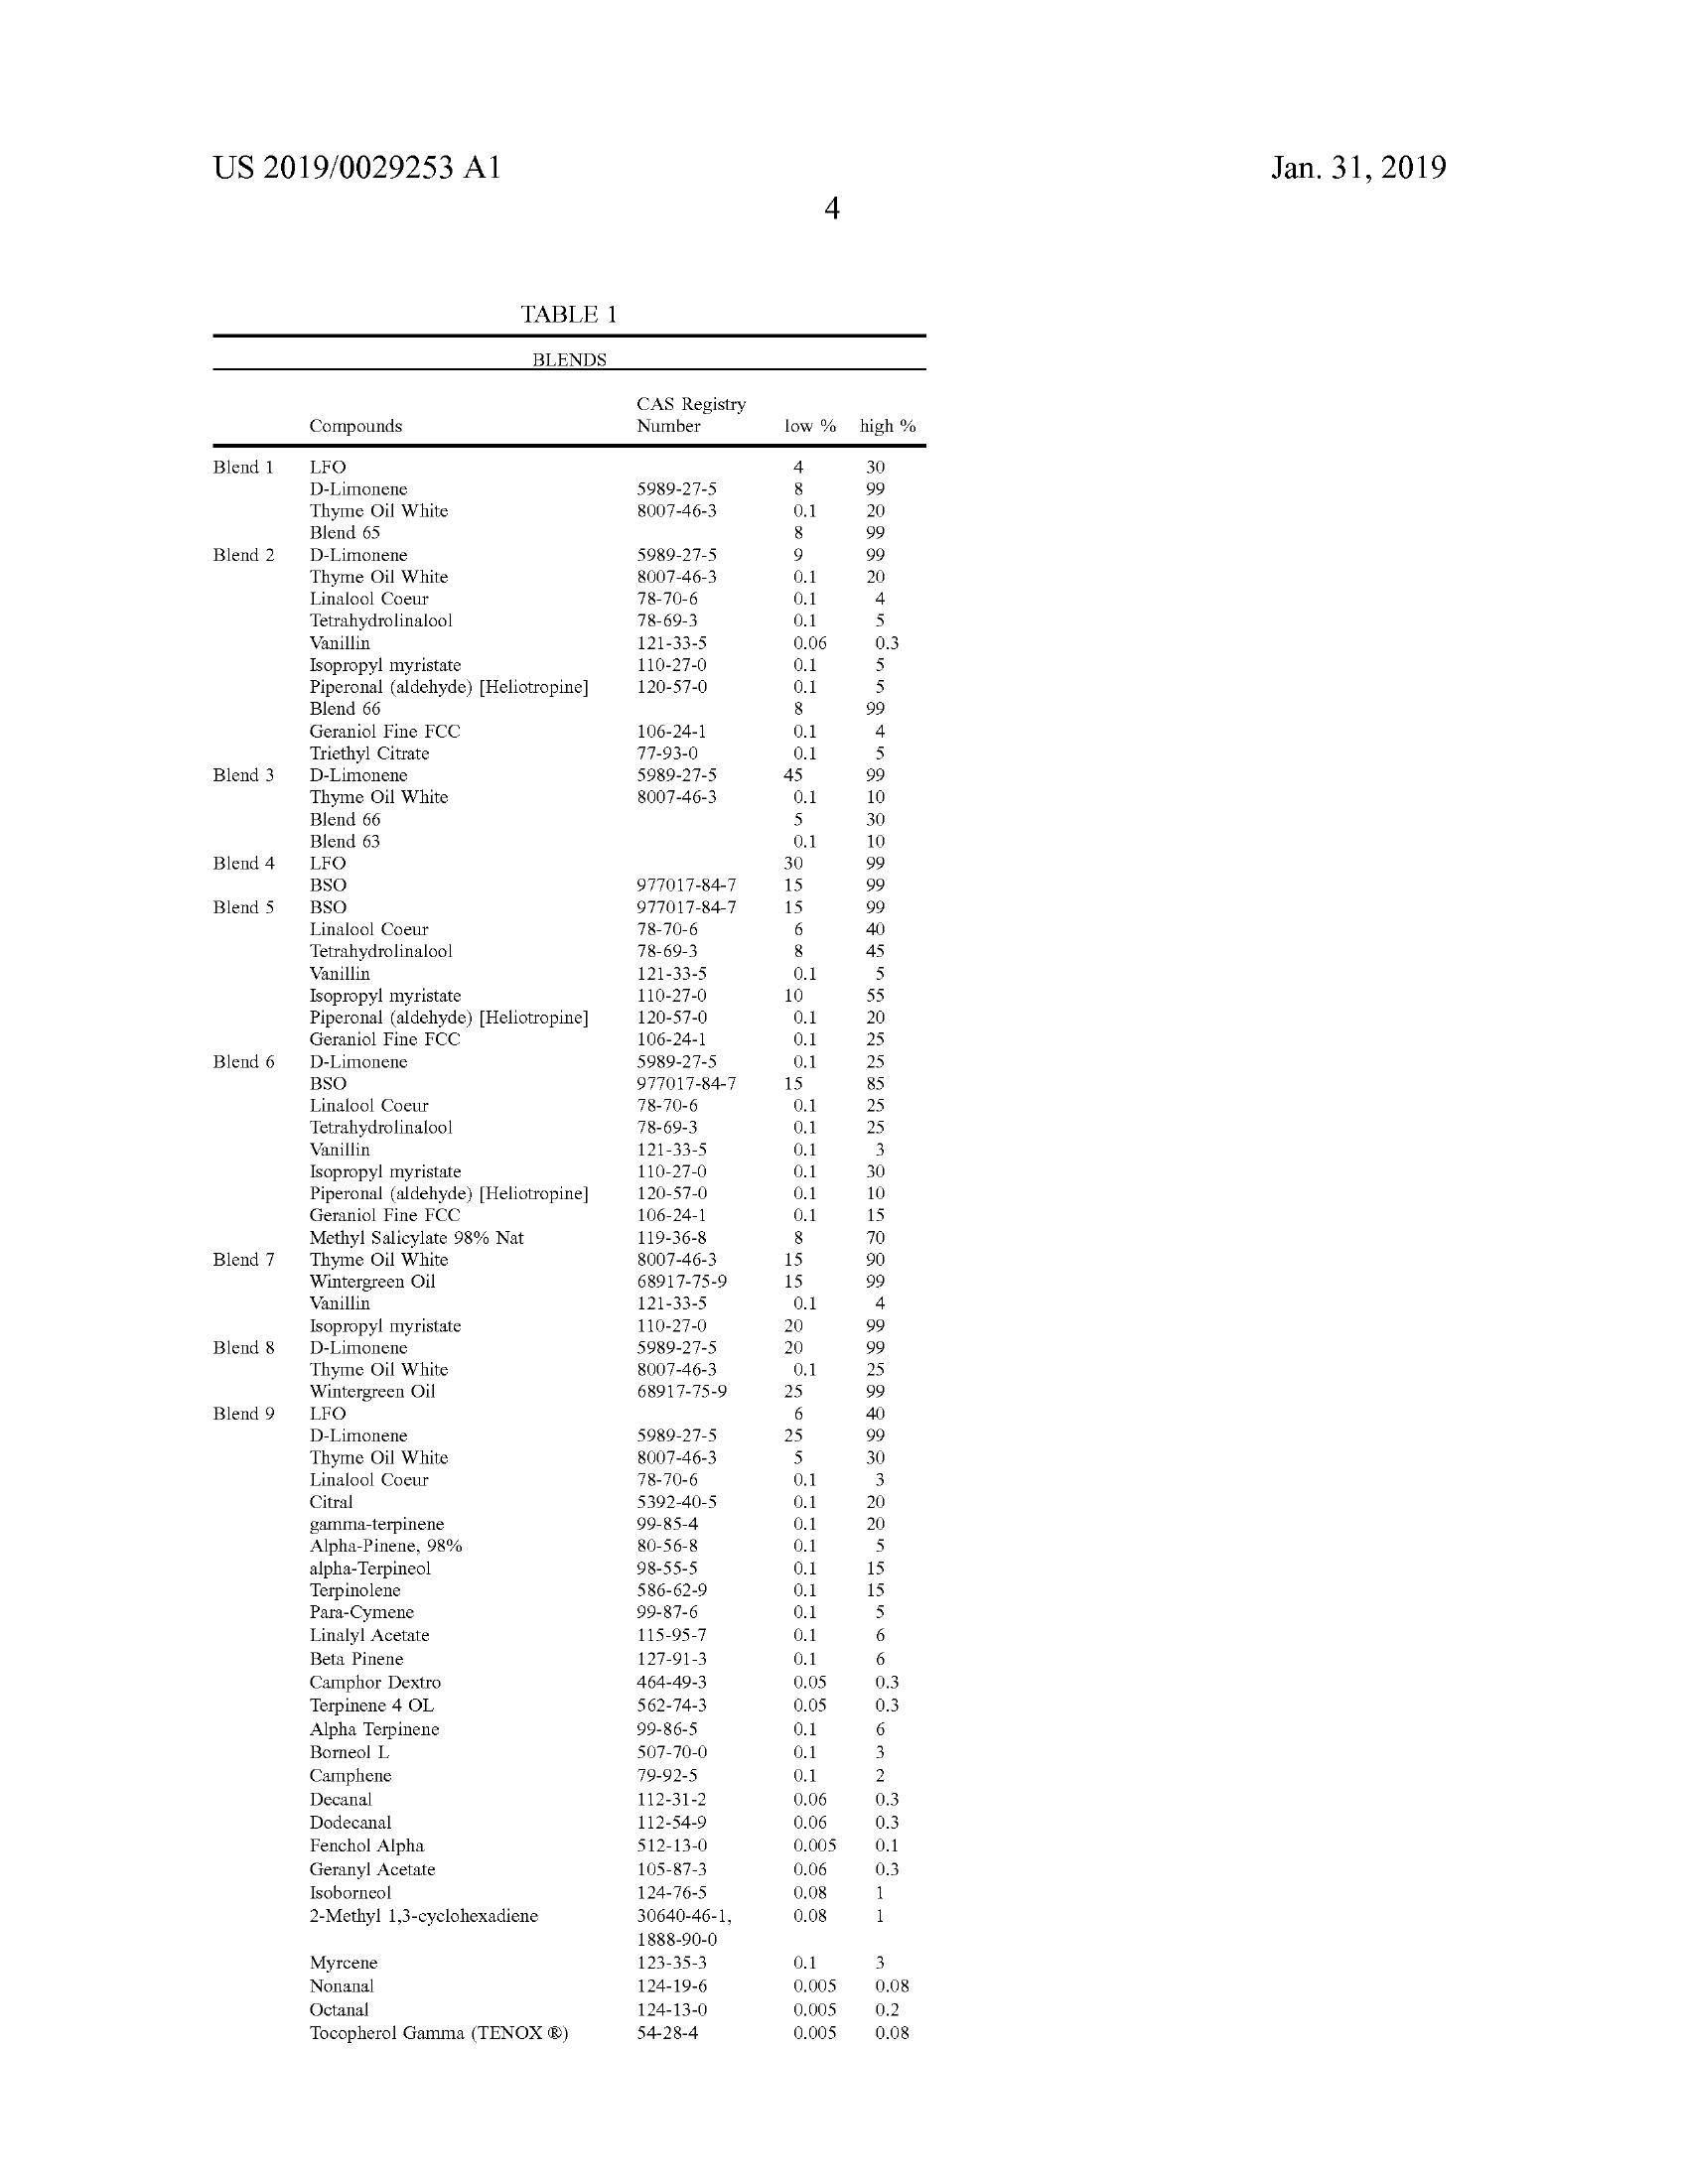 US 2019/0029253 A1 Jan. 31, 2019
4
TABLE 1
BLENDS
CAS Registry
Compounds Number low % high %
Blend 1 LFO 4 30
D-Limonene 5989-27-5 8 99
Thyme Oil White 8007-46-3 0.1 20
Blend 65 8 99
Blend 2 D-Limonene 5989-27-5 9 99
Thyme Oil White 8007-46-3 0.1 20
Linalool Coeur 78-70-6 0.1 4
Tetrahydrolinalool 78-69-3 0.1 5
Vanillin 121-33-5 0.06 0.3
Isopropyl myristate 110-27-0 0.1 5
Piperonal (aldehyde) [Heliotropine] 120-57-0 0.1 5
Blend 66 8 99
Geraniol Fine FCC 106-24-1 0.1 4
Triethyl Citrate 77-93-0 0.1 5
Blend 3 D-Limonene 5989-27-5 45 99
Thyme Oil White 8007-46-3 0.1 10
Blend 66 5 30
Blend 63 0.1 10
Blend 4 LFO 30 99
BSO 977017-84-7 15 99
Blend 5 BSO 977017-84-7 15 99
Linalool Coeur 78-70-6 6 40
Tetrahydrolinalool 78-69-3 8 45
Vanillin 121-33-5 0.1 5
Isopropyl myristate 110-27-0 10 55
Piperonal (aldehyde) [Heliotropine] 120-57-0 0.1 20
Geraniol Fine FCC 106-24-1 0.1 25
Blend 6 D-Limonene 5989-27-5 0.1 25
BSO 977017-84-7 15 85
Linalool Coeur 78-70-6 0.1 25
Tetrahydrolinalool 78-69-3 0.1 25
Vanillin 121-33-5 0.1 3
Isopropyl myristate 110-27-0 0.1 30
Piperonal (aldehyde) [Heliotropine] 120-57-0 0.1 10
Geraniol Fine FCC 106-24-1 0.1 15
Methyl Salicylate 98% Nat 119-36-8 8 70
Blend 7 Thyme Oil White 8007-46-3 15 90
Wintergreen Oil 68917-75-9 15 99
Vanillin 121-33-5 0.1 4
Isopropyl myristate 110-27-0 20 99
Blend 8 D-Limonene 5989-27-5 20 99
Thyme Oil White 8007-46-3 0.1 25
Wintergreen Oil 68917-75-9 25 99
Blend 9 LFO 6 40
D-Limonene 5989-27-5 25 99
Thyme Oil White 8007-46-3 5 30
Linalool Coeur 78-70-6 0.1 3
Citral 5392-40-5 0.1 20
gamma-terpinene 99-85-4 0.1 20
Alpha-Pinene, 98% 80-56-8 0.1 5
alpha-Terpineol 98-55-5 0.1 15
Terpinolene 586-62-9 0.1 15
Para-Cymene 99-87-6 0.1 5
Linalyl Acetate 115-95-7 0.1 6
Beta Pinene 127-91-3 0.1 6
Camphor Dextro 464-49-3 0.05 0.3
Terpinene 4 OL 562-74-3 0.05 0.3
Alpha Terpinene 99-86-5 0.1 6
Borneol L 507-70-0 0.1 3
Camphene 79-92-5 0.1 2
Decanal 112-31-2 0.06 0.3
Dodecanal 112-54-9 0.06 0.3
Fenchol Alpha 512-13-0 0.005 0.1
Geranyl Acetate 105-87-3 0.06 0.3
Isoborneol 124-76-5 0.08 1
2-Methyl 1,3-cyclohexadiene 30640-46-1, 0.08 1
1888-90-0
Myrcene 123-35-3 0.1 3
Nonanal 124-19-6 0.005 0.08
Octanal 124-13-0 0.005 0.2
Tocopherol Gamma (TENOX ®) 54-28-4 0.005 0.08